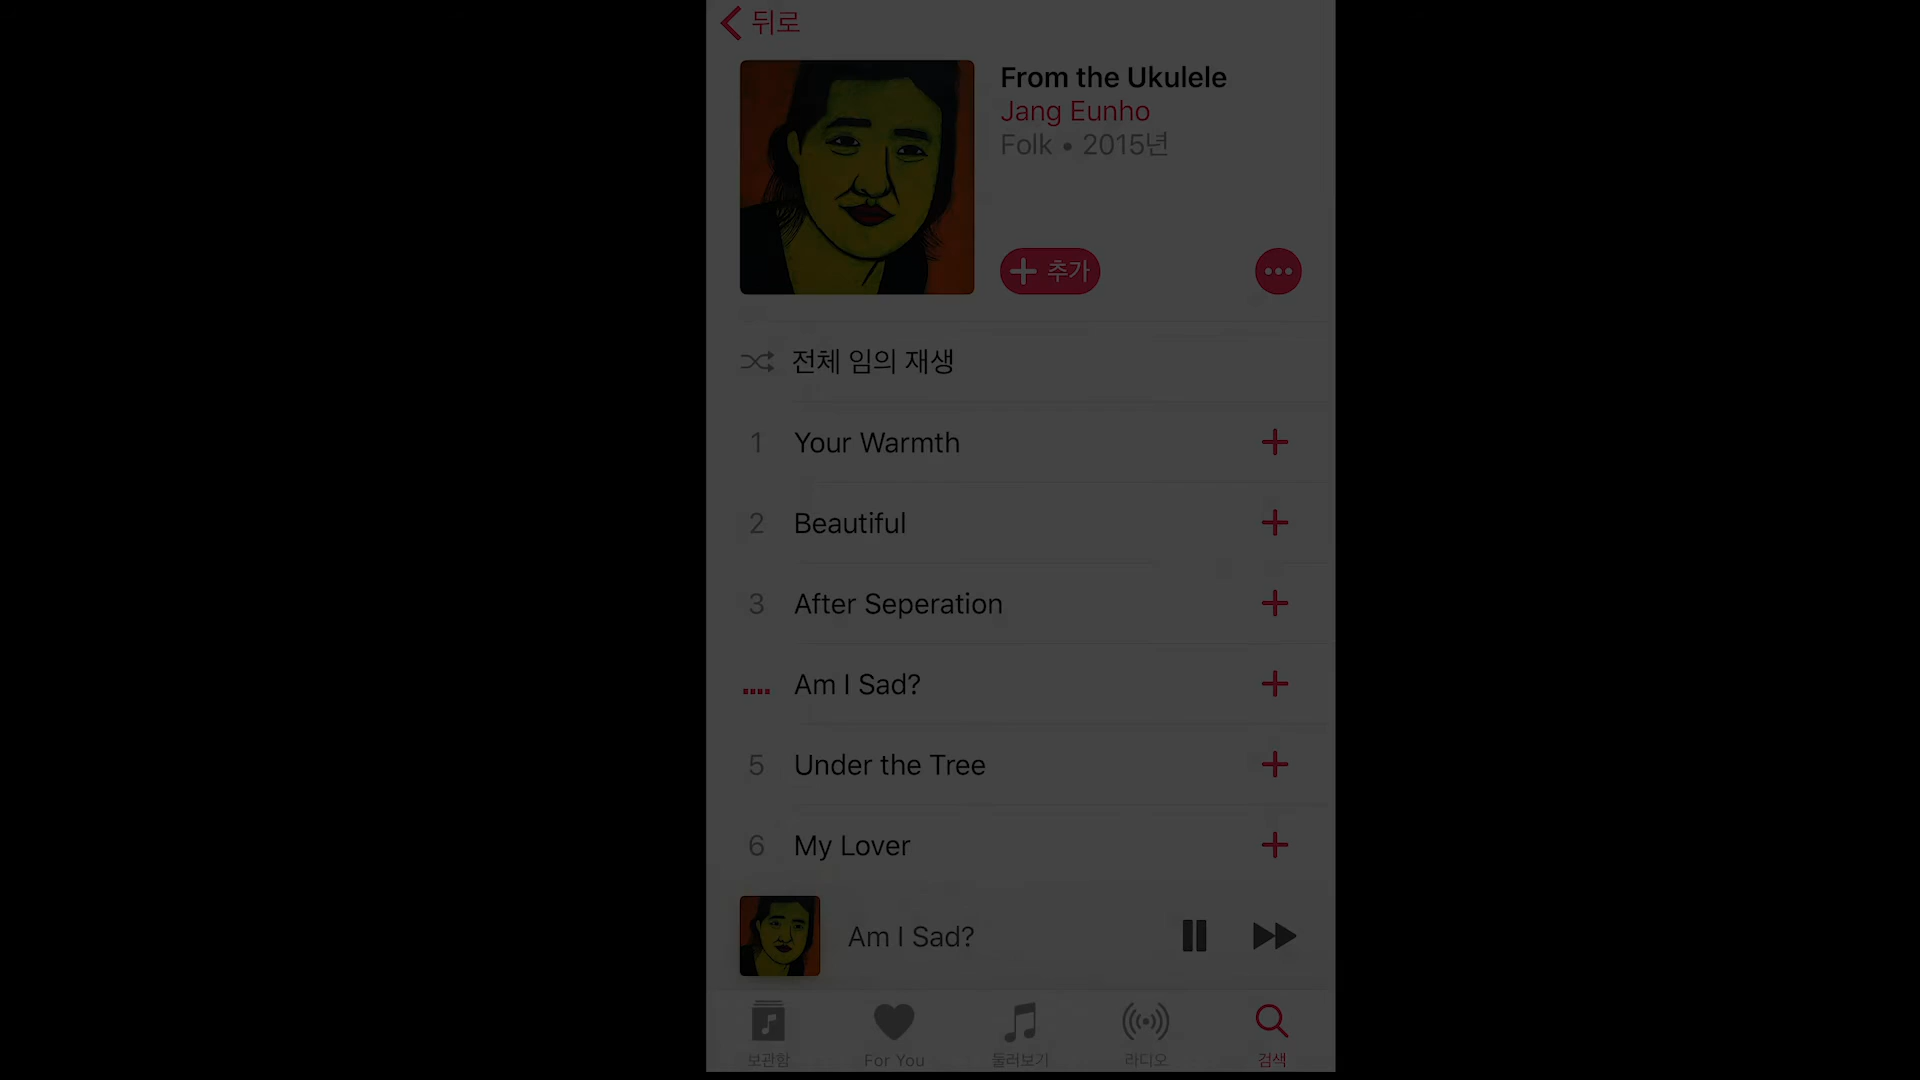 뒤로
From the Ukulele
Jang Eunho
Folk • 2015년
추가
전체 임의 재생
1 Your Warmth
2 Beautiful
3 After Seperation
Am I Sad?
5 Under the Tree
6 My Lover
Am I Sad?
보관함 For You 둘러보기 라디오 검색